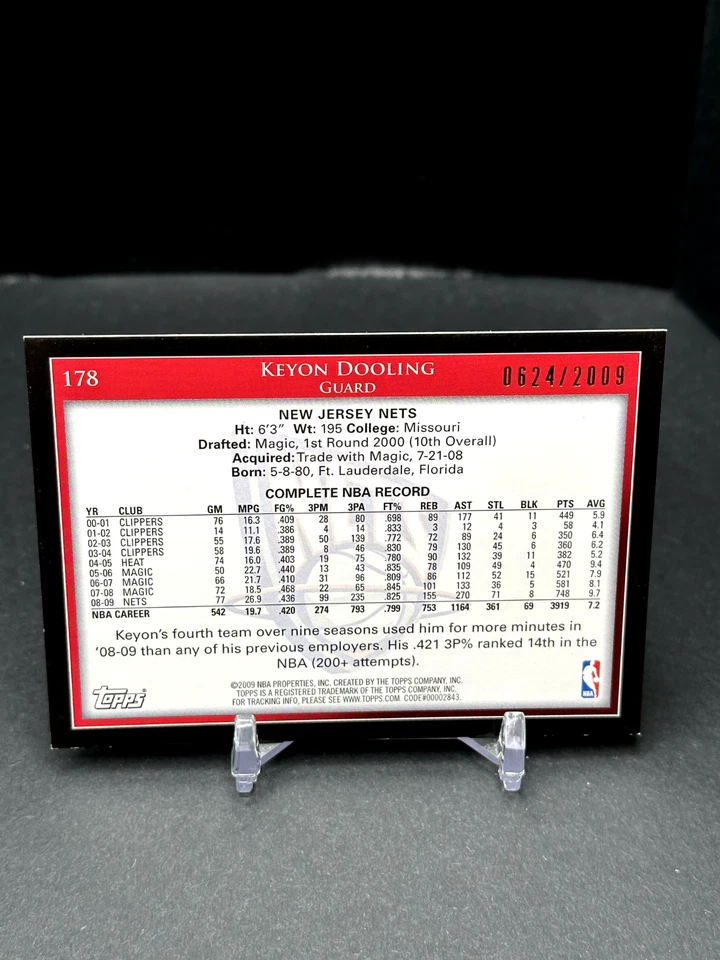 178
KEYON DOOLING
GUARD
0624/2009
NEW JERSEY NETS
Ht: 6'3" Wt: 195 College: Missouri
Drafted: Magic, 1st Round 2000 (10th Overall)
Acquired: Trade with Magic, 7-21-08
Born: 5-8-80, Ft. Lauderdale, Florida
COMPLETE NBA RECORD
YR CLUB GM MPG FG% 3PM 3PA FT% REB AST STL BLK PTS AVG
00-01 CLIPPERS 76 16.3 .409 28 80 .698 89 177 41 11 449 5.9
01-02 CLIPPERS 14 11.1 .386 4 14 .833 3 12 4 3 58 4.1
02-03 CLIPPERS 55 17.6 .389 50 139 .772 72 89 24 6 350 6.4
03-04 CLIPPERS 58 19.6 .389 8 46 .830 79 130 45 6 360 6.2
04-05 HEAT 74 16.0 .403 19 75 .780 90 132 39 11 382 5.2
05-06 MAGIC 50 22.7 .440 13 43 .835 78 109 49 4 470 9.4
06-07 MAGIC 66 21.7 .410 31 96 .809 86 112 52 15 521 7.9
07-08 MAGIC 72 18.5 .468 22 65 .845 101 133 36 5 581 8.1
08-09 NETS 77 26.9 .436 99 235 .825 155 270 71 8 748 9.7
NBA CAREER 542 19.7 .420 274 793 .799 753 1164 361 69 3919 7.2
Keyon's fourth team over nine seasons used him for more minutes in
'08-09 than any of his previous employers. His .421 3P% ranked 14th in the
NBA (200+ attempts).
©2009 NBA PROPERTIES, INC. CREATED BY THE TOPPS COMPANY, INC.
TOPPS IS A REGISTERED TRADEMARK OF THE TOPPS COMPANY, INC.
FOR TRACKING INFO, PLEASE SEE WWW.TOPPS.COM. CODE#00002843.
Topps
NBA